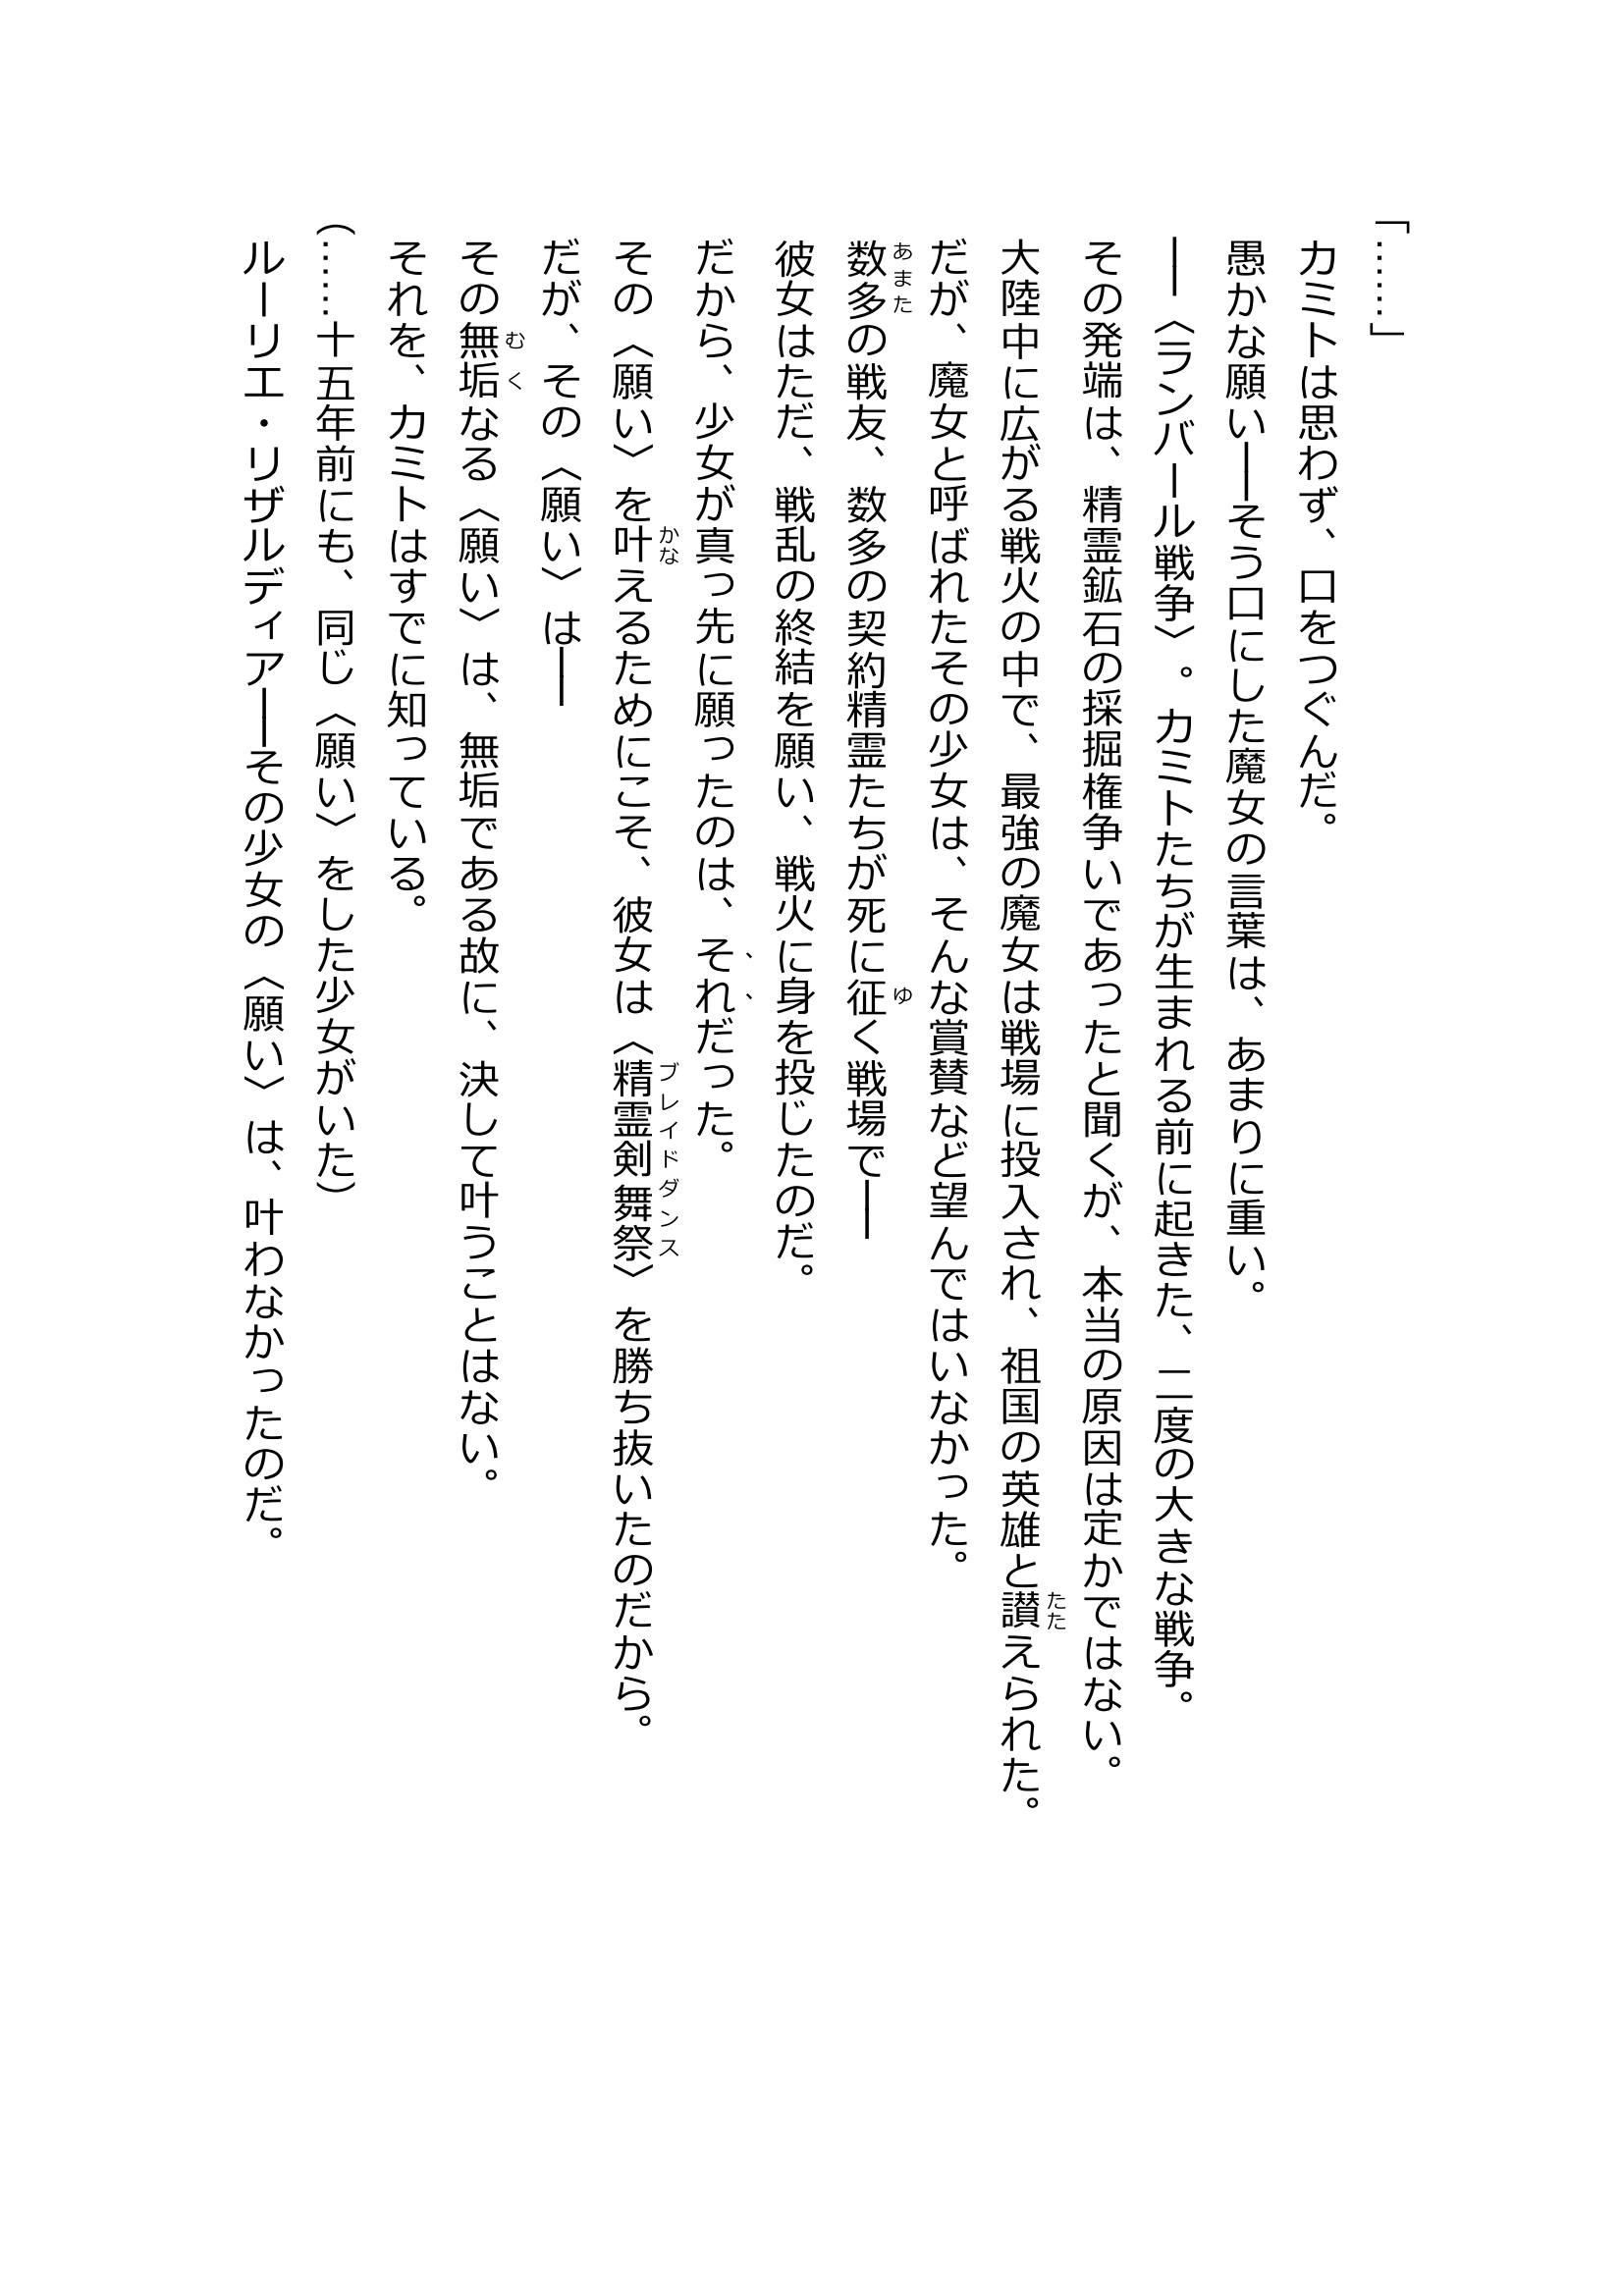 「……」
カミトは思わず、口をつぐんだ。
愚かな願い――そう口にした魔女の言葉は、あまりに重い。
――〈ランバール戦争〉。カミトたちが生まれる前に起きた、二度の大きな戦争。
その発端は、精霊鉱石の採掘権争いであったと聞くが、本当の原因は定かではない。
大陸中に広がる戦火の中で、最強の魔女は戦場に投入され、祖国の英雄と讃えられた。
だが、魔女と呼ばれたその少女は、そんな賞賛など望んではいなかった。
数多の戦友、数多の契約精霊たちが死に征く戦場で――
彼女はただ、戦乱の終結を願い、戦火に身を投じたのだ。
だから、少女が真っ先に願ったのは、それだった。
その〈願い〉を叶えるためにこそ、彼女は〈精霊剣舞祭〉を勝ち抜いたのだから。
だが、その〈願い〉は――
その無垢なる〈願い〉は、無垢である故に、決して叶うことはない。
それを、カミトはすでに知っている。
(……十五年前にも、同じ〈願い〉をした少女がいた)
ルーリエ・リザルディア――その少女の〈願い〉は、叶わなかったのだ。